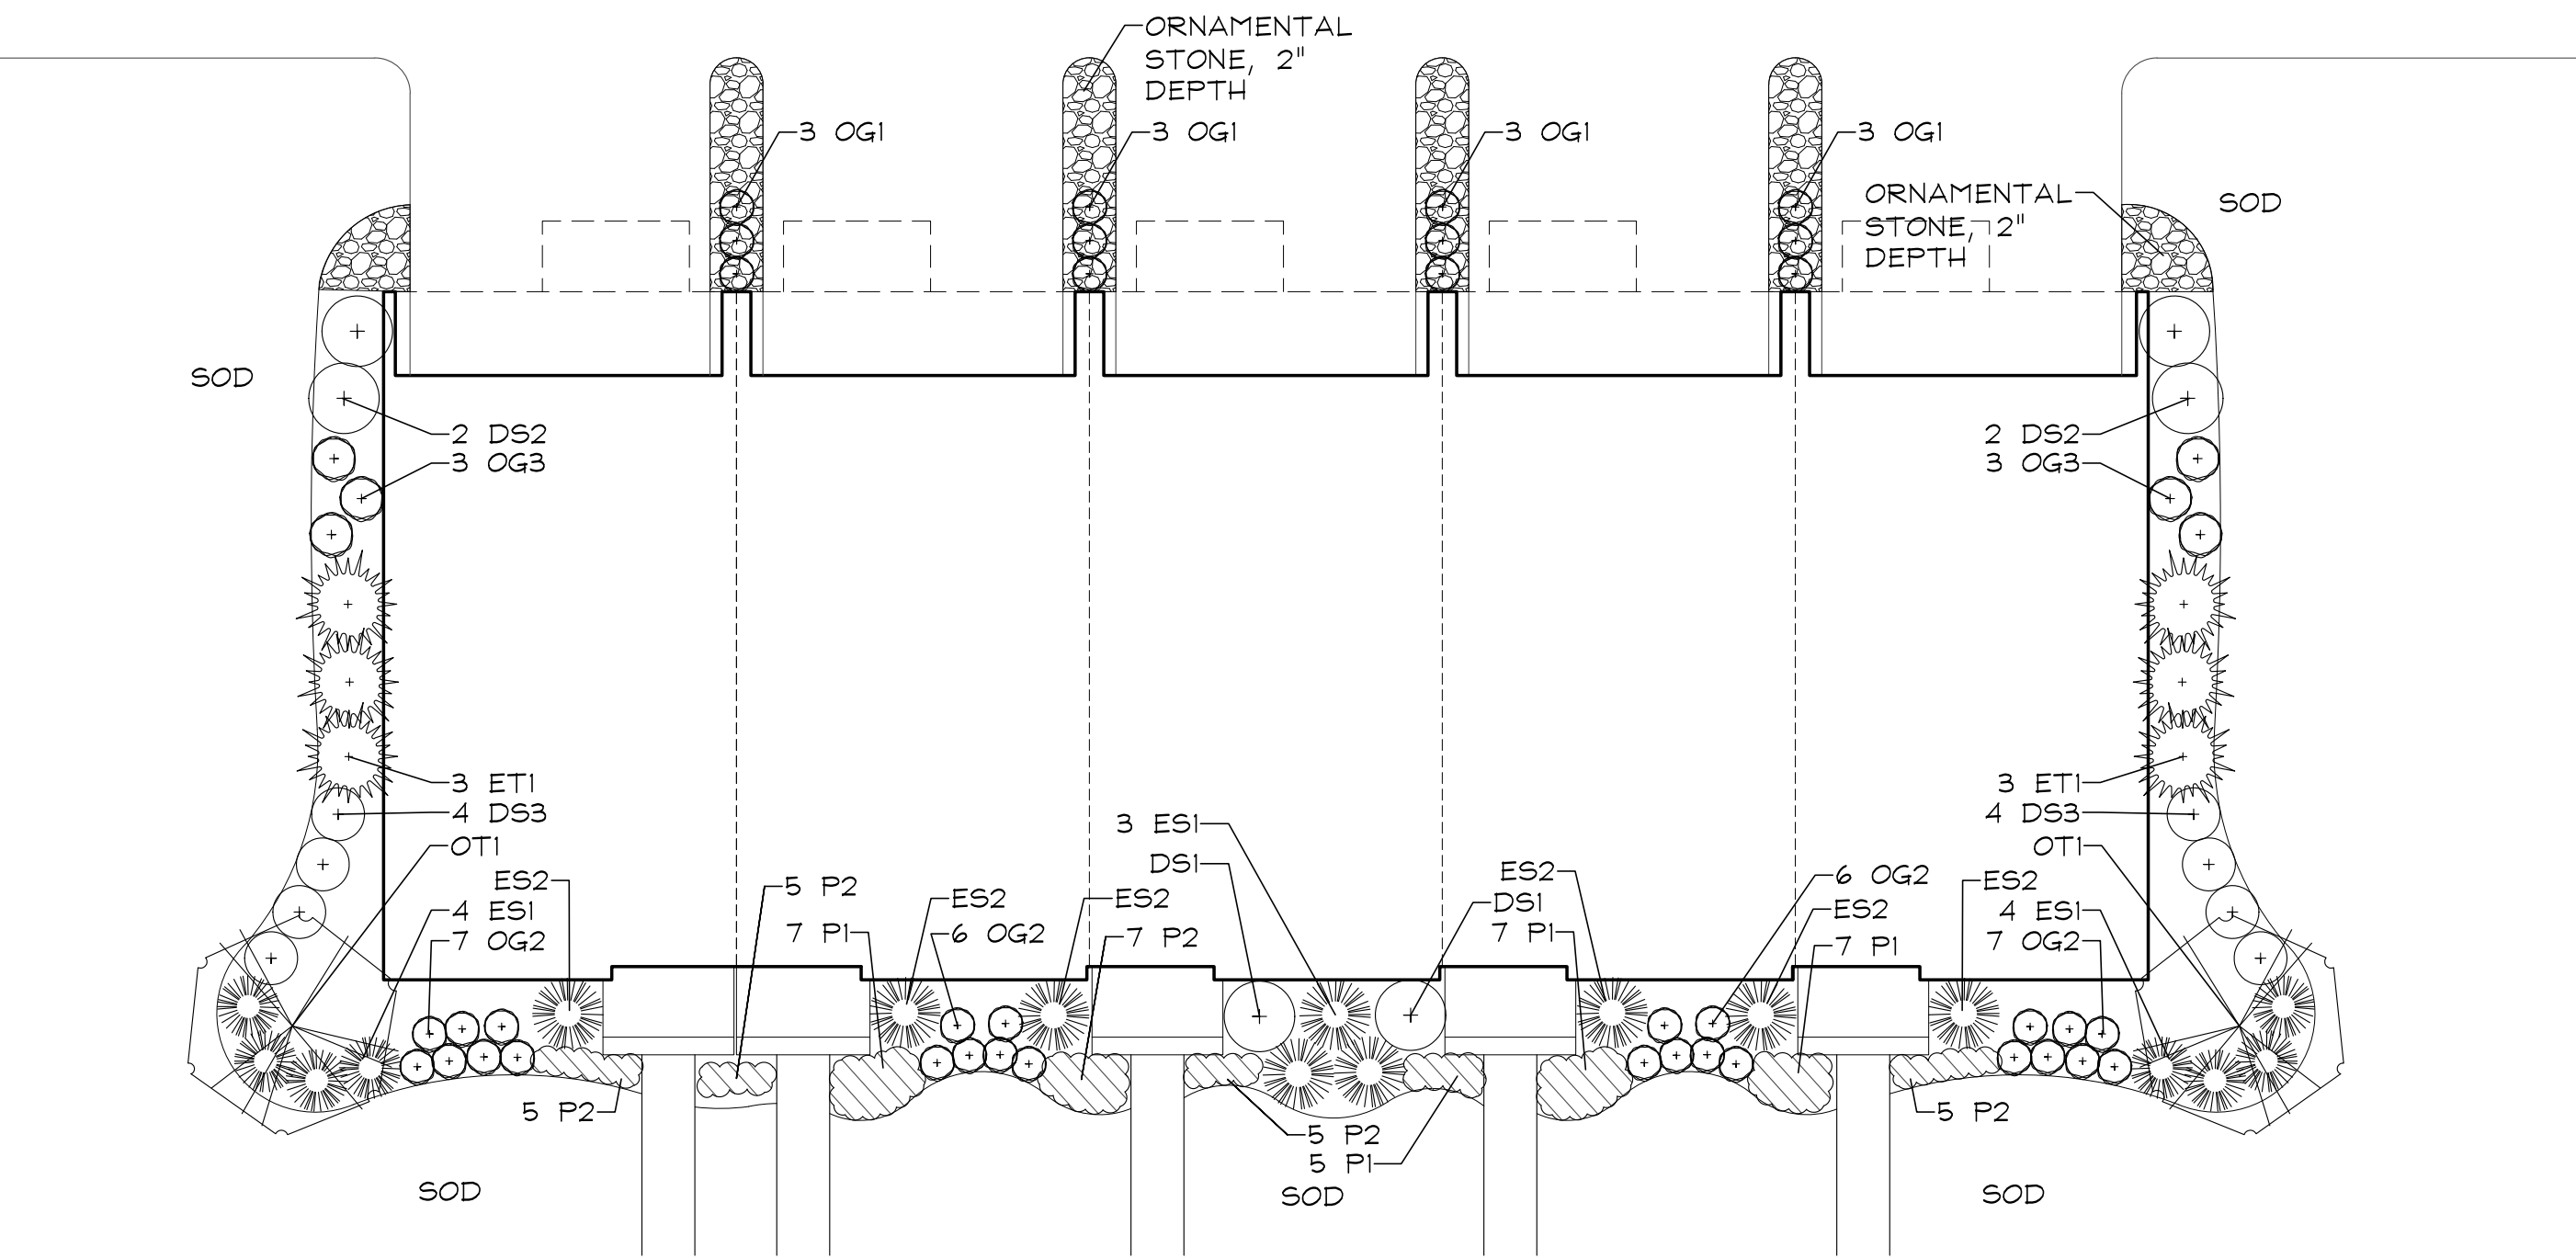 ORNAMENTAL
STONE, 2"
DEPTH
3 OG1
3 OG1
3 OG1
3 OG1
ORNAMENTAL
STONE, 2"
DEPTH
SOD
SOD
2 DS2
3 OG3
2 DS2
3 OG3
3 ET1
4 DS3
OT1
ES2
4 ES1
7 OG2
5 P2
7 P1
ES2
6 OG2
ES2
7 P2
3 ES1
DS1
ES2
DS1
7 P1
6 OG2
ES2
7 P1
3 ET1
4 DS3
OT1
ES2
4 ES1
7 OG2
5 P2
5 P2
5 P1
5 P2
SOD
SOD
SOD